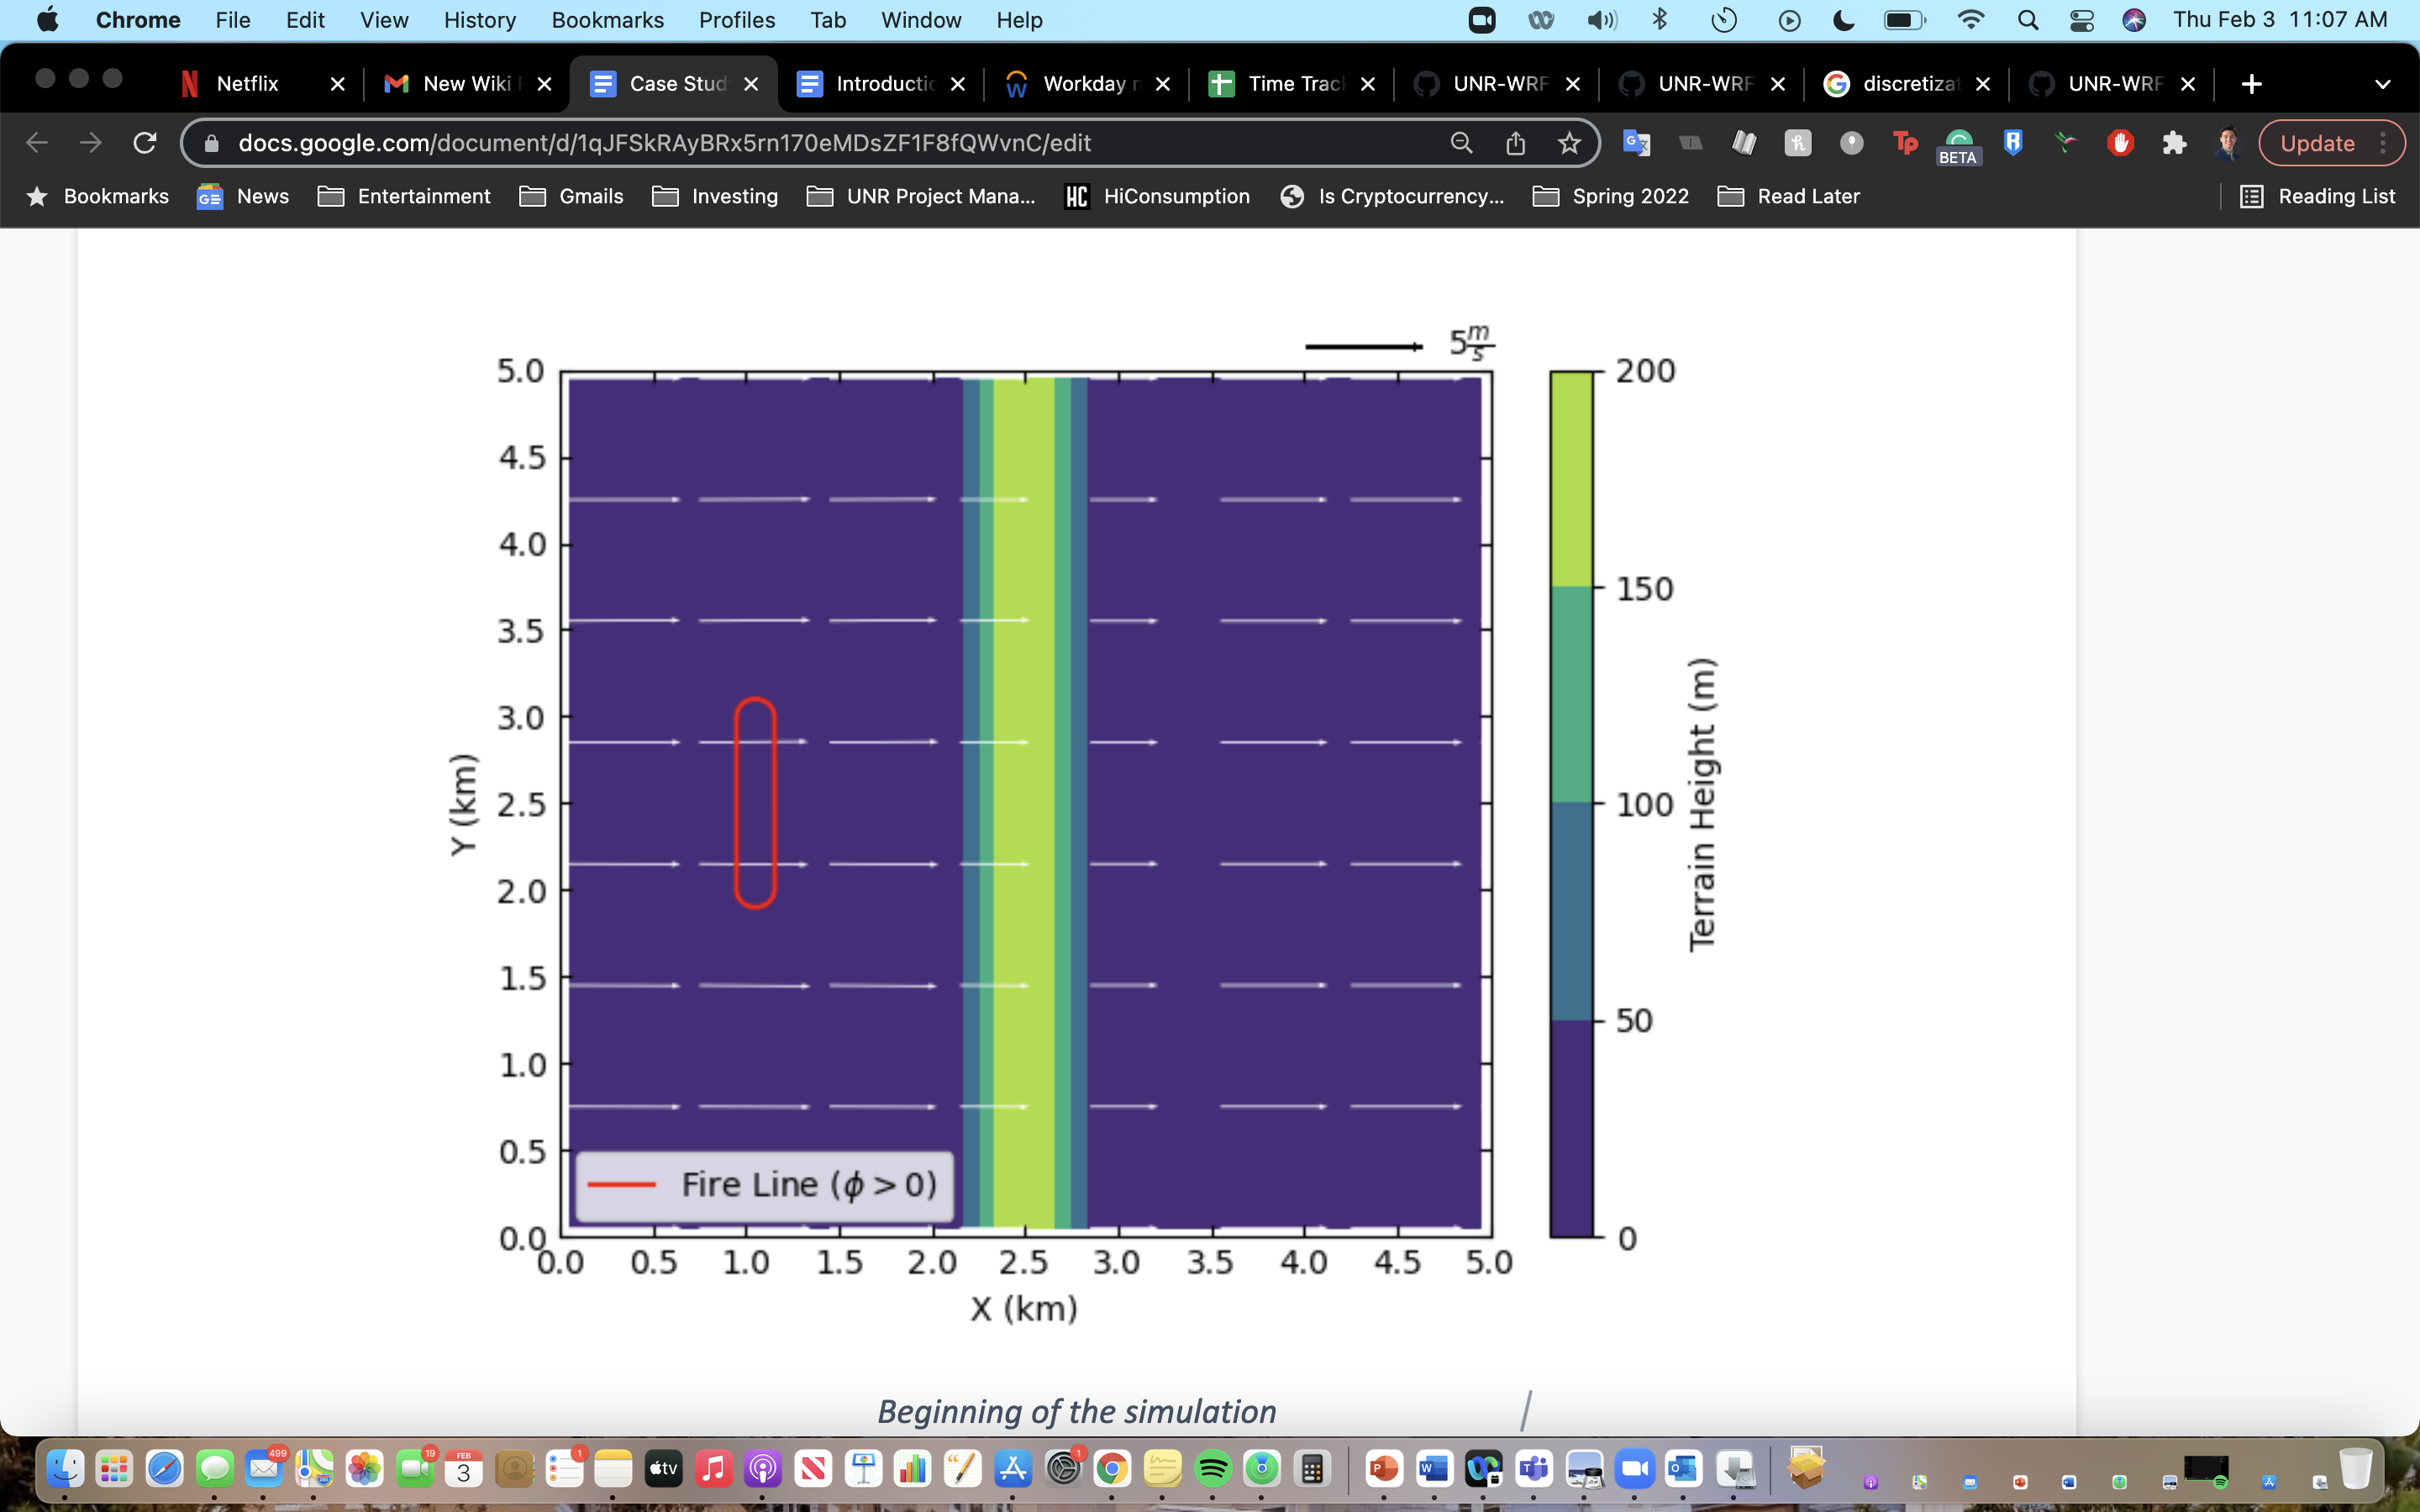 Chrome File Edit View History Bookmarks Profiles Tab Window Help Thu Feb 3 11:07 AM
Netflix New Wiki Case Stud Introductio Workday Time Track UNR-WRF UNR-WRF discretizat UNR-WRF
docs.google.com/document/d/1qJFSkRAyBRx5rn170eMDsZF1F8fQWvnC/edit BETA Update
Bookmarks News Entertainment Gmails Investing UNR Project Mana... HC HiConsumption Is Cryptocurrency... Spring 2022 Read Later Reading List
5 m/s
5.0
4.5
4.0
3.5
3.0
2.5
2.0
1.5
1.0
0.5
0.0
Y (km)
Fire Line (ϕ > 0)
0.0 0.5 1.0 1.5 2.0 2.5 3.0 3.5 4.0 4.5 5.0
X (km)
200
150
100
50
0
Terrain Height (m)
Beginning of the simulation
499 19 FEB 3 1 tv 1